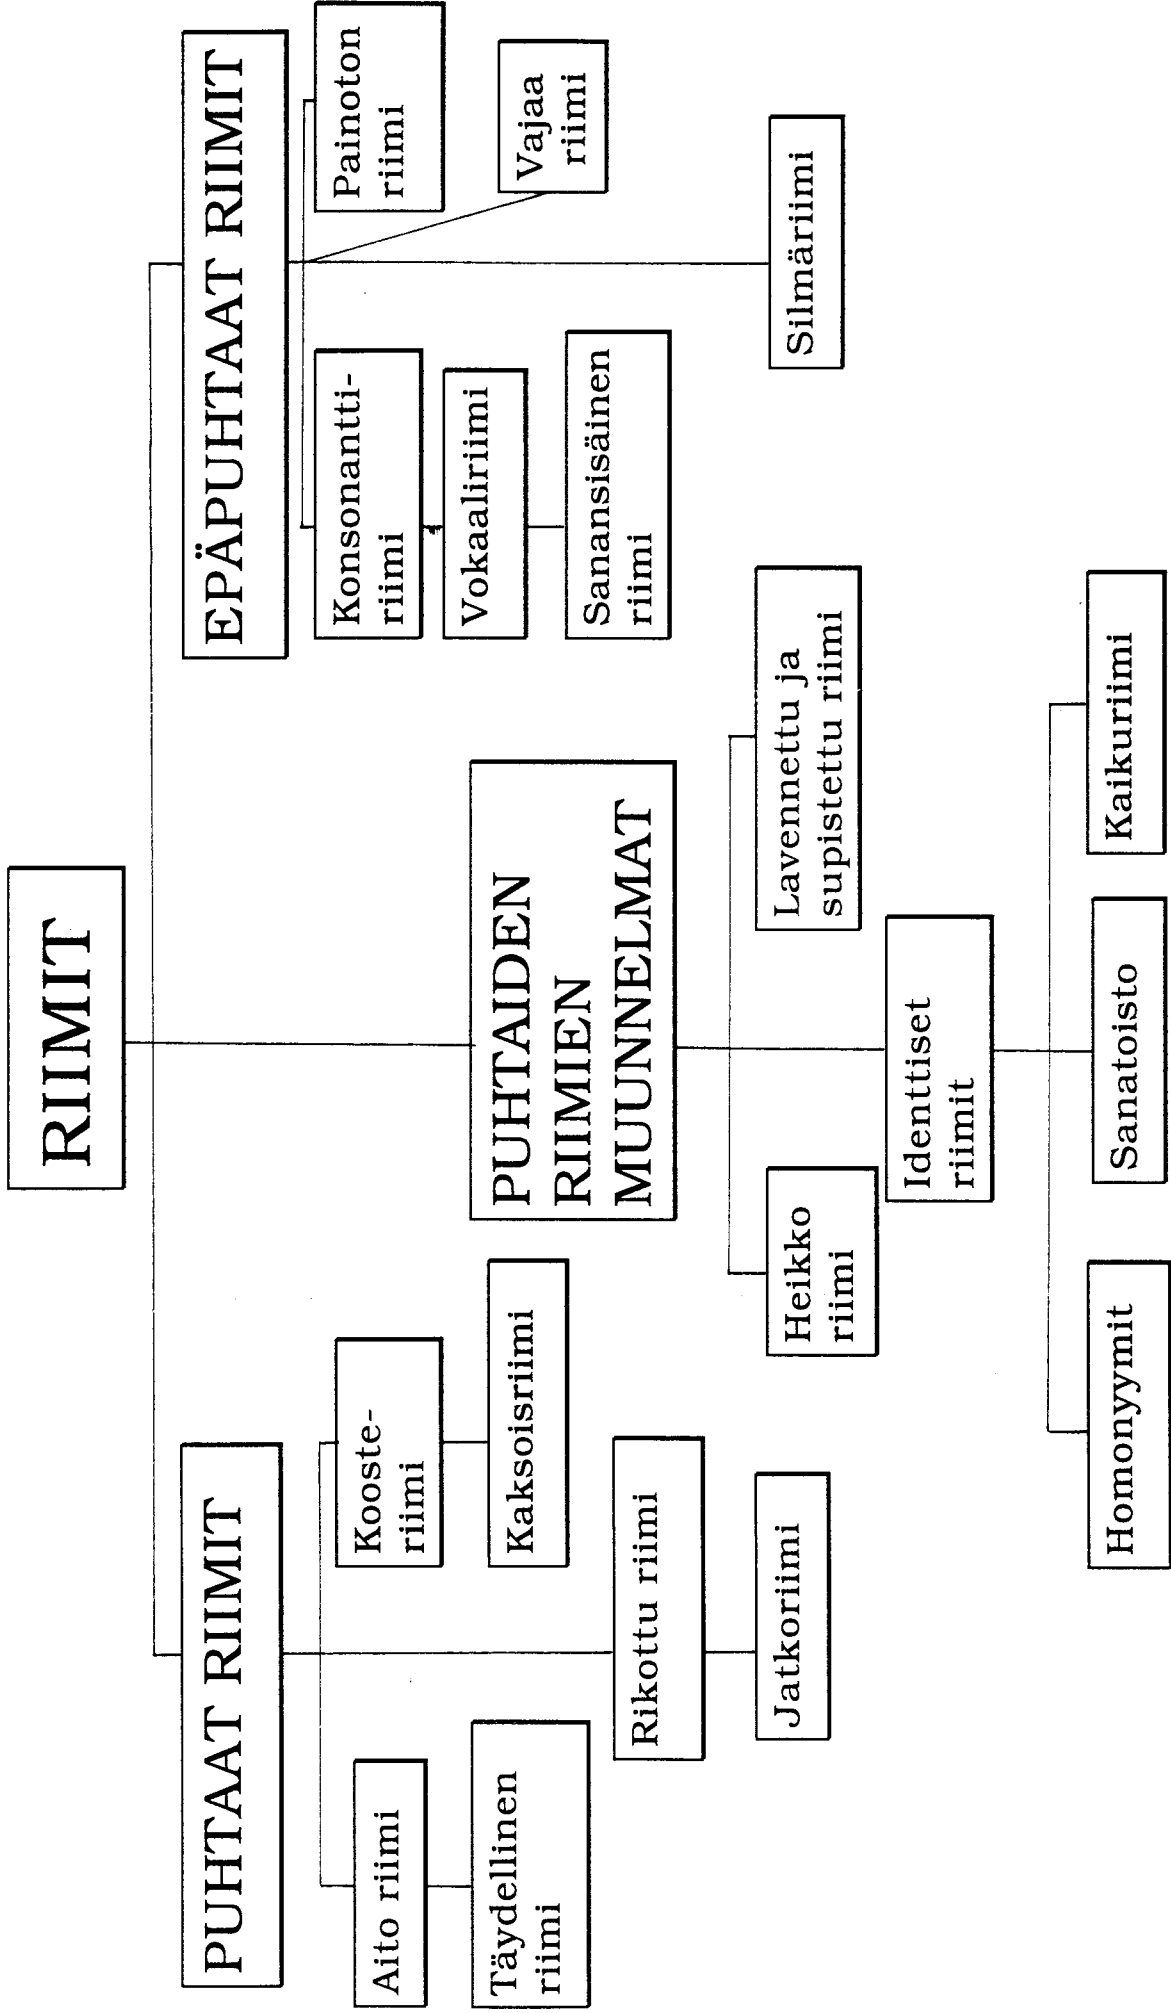 RIIMIT
PUHTAAT RIIMIT
EPÄPUHTAAT RIIMIT
Aito riimi
Täydellinen
riimi
Kooste-
riimi
Kaksoisriimi
Rikottu riimi
Jatkoriimi
PUHTAIDEN
RIIMIEN
MUUNNELMAT
Heikko
riimi
Lavennettu ja
supistettu riimi
Identtiset
riimit
Homonyymit
Sanatoisto
Kaikuriimi
Konsonantti-
riimi
Vokaaliriimi
Sanansisäinen
riimi
Painoton
riimi
Vajaa
riimi
Silmäriimi